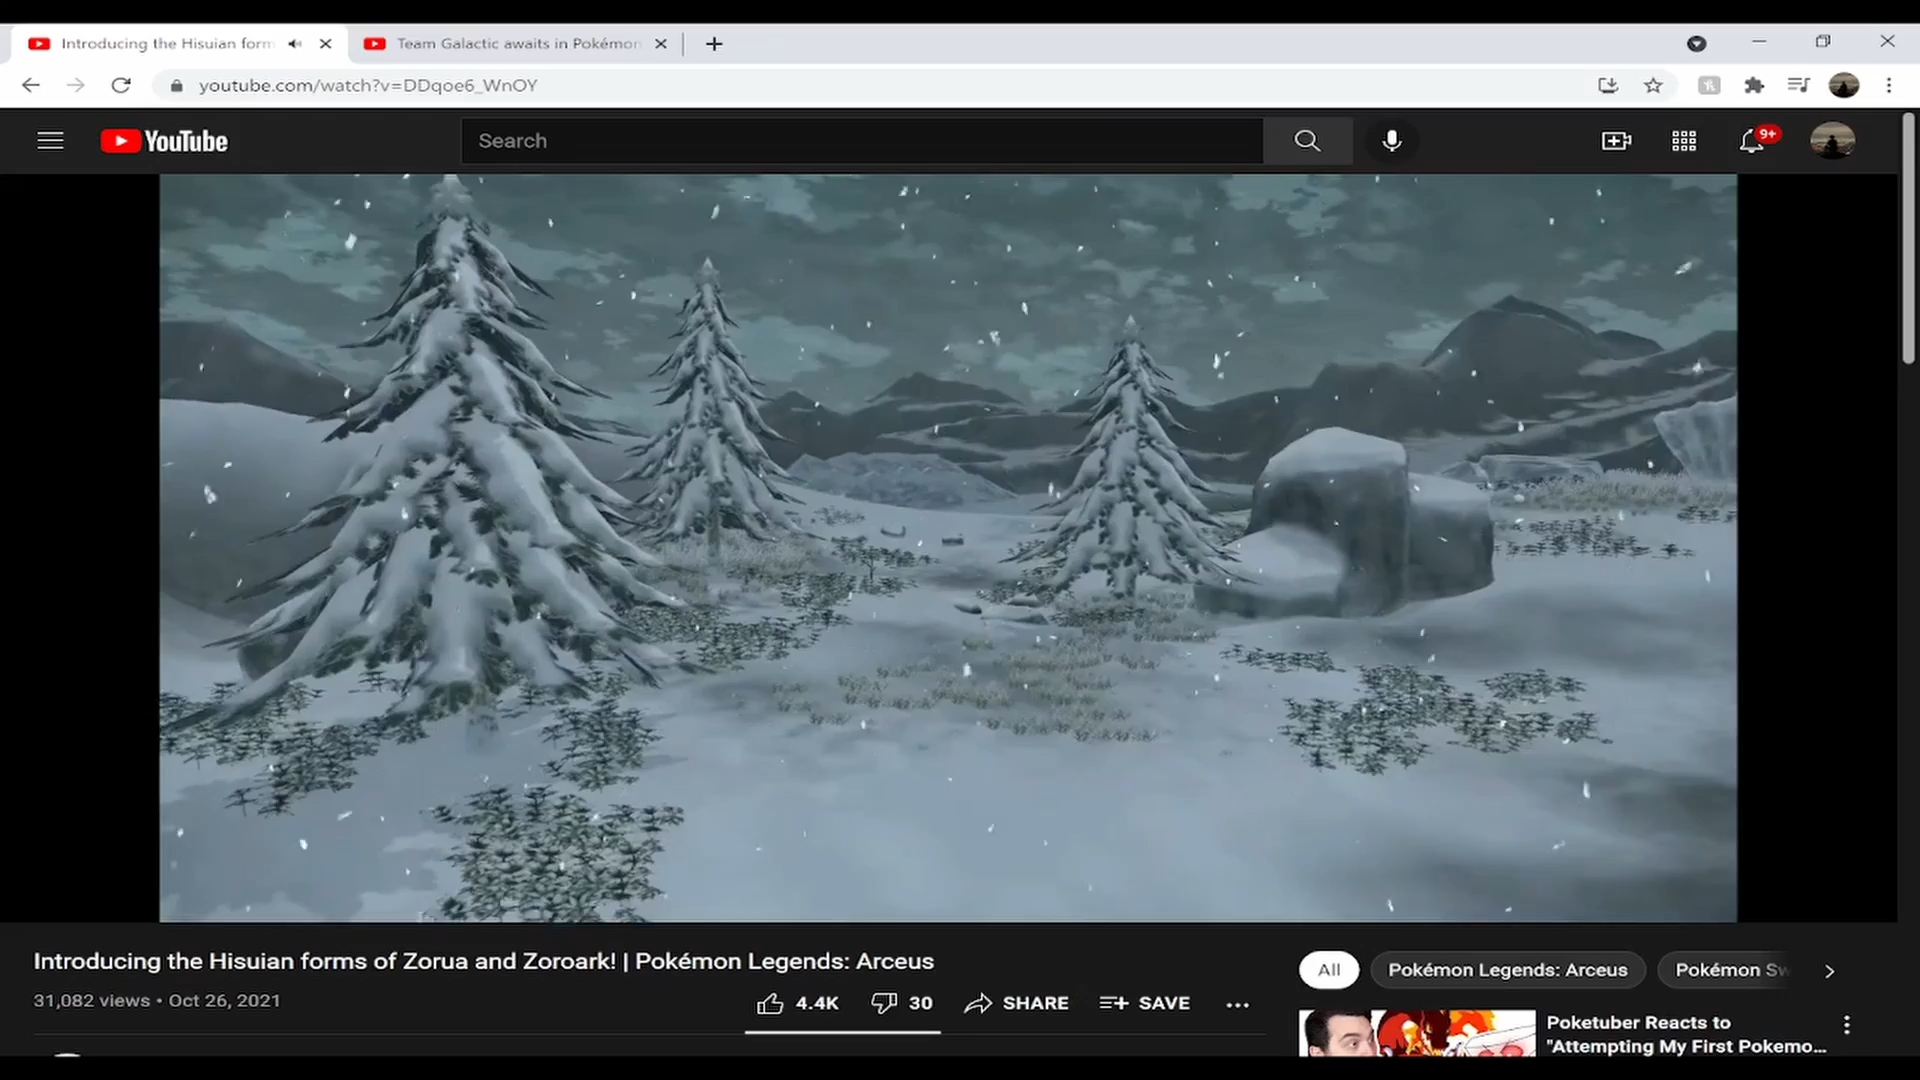 Introducing the Hisuian form
Team Galactic awaits in Pokémon
youtube.com/watch?v=DDqoe6_WnOY
YouTube
Search
9+
Introducing the Hisuian forms of Zorua and Zoroark! | Pokémon Legends: Arceus
31,082 views • Oct 26, 2021
4.4K
30
SHARE
SAVE
All
Pokémon Legends: Arceus
Pokémon Sw
Poketuber Reacts to
"Attempting My First Pokemo...